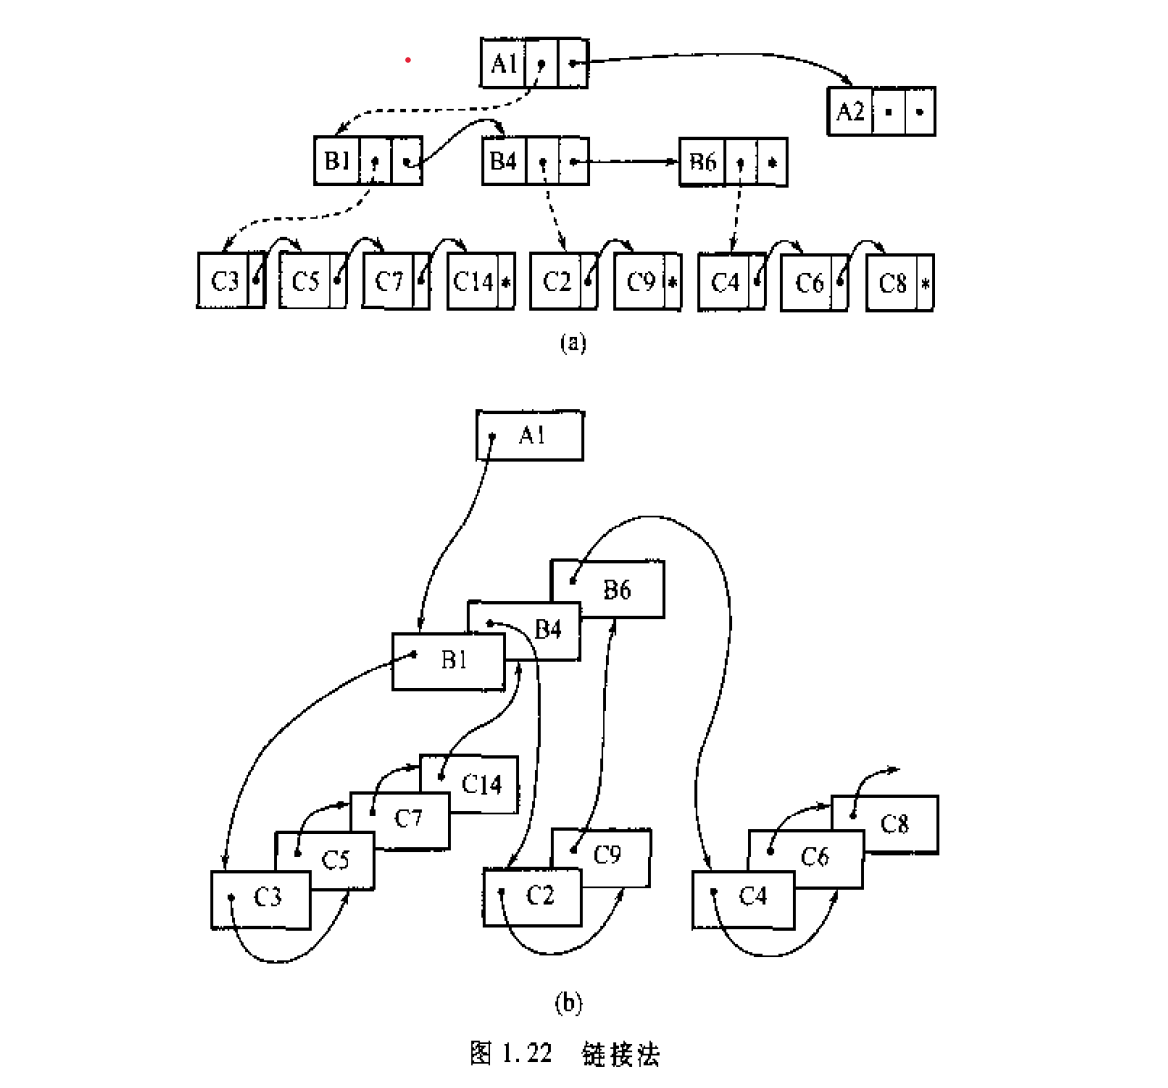 A1
A2
B1 B4 B6 *
C3 C5 C7 C14 * C2 C9 * C4 C6 C8 *
(a)
A1
B6
B4
B1
C14
C7
C5
C3
C9
C2
C8
C6
C4
(b)
图 1.22 链接法